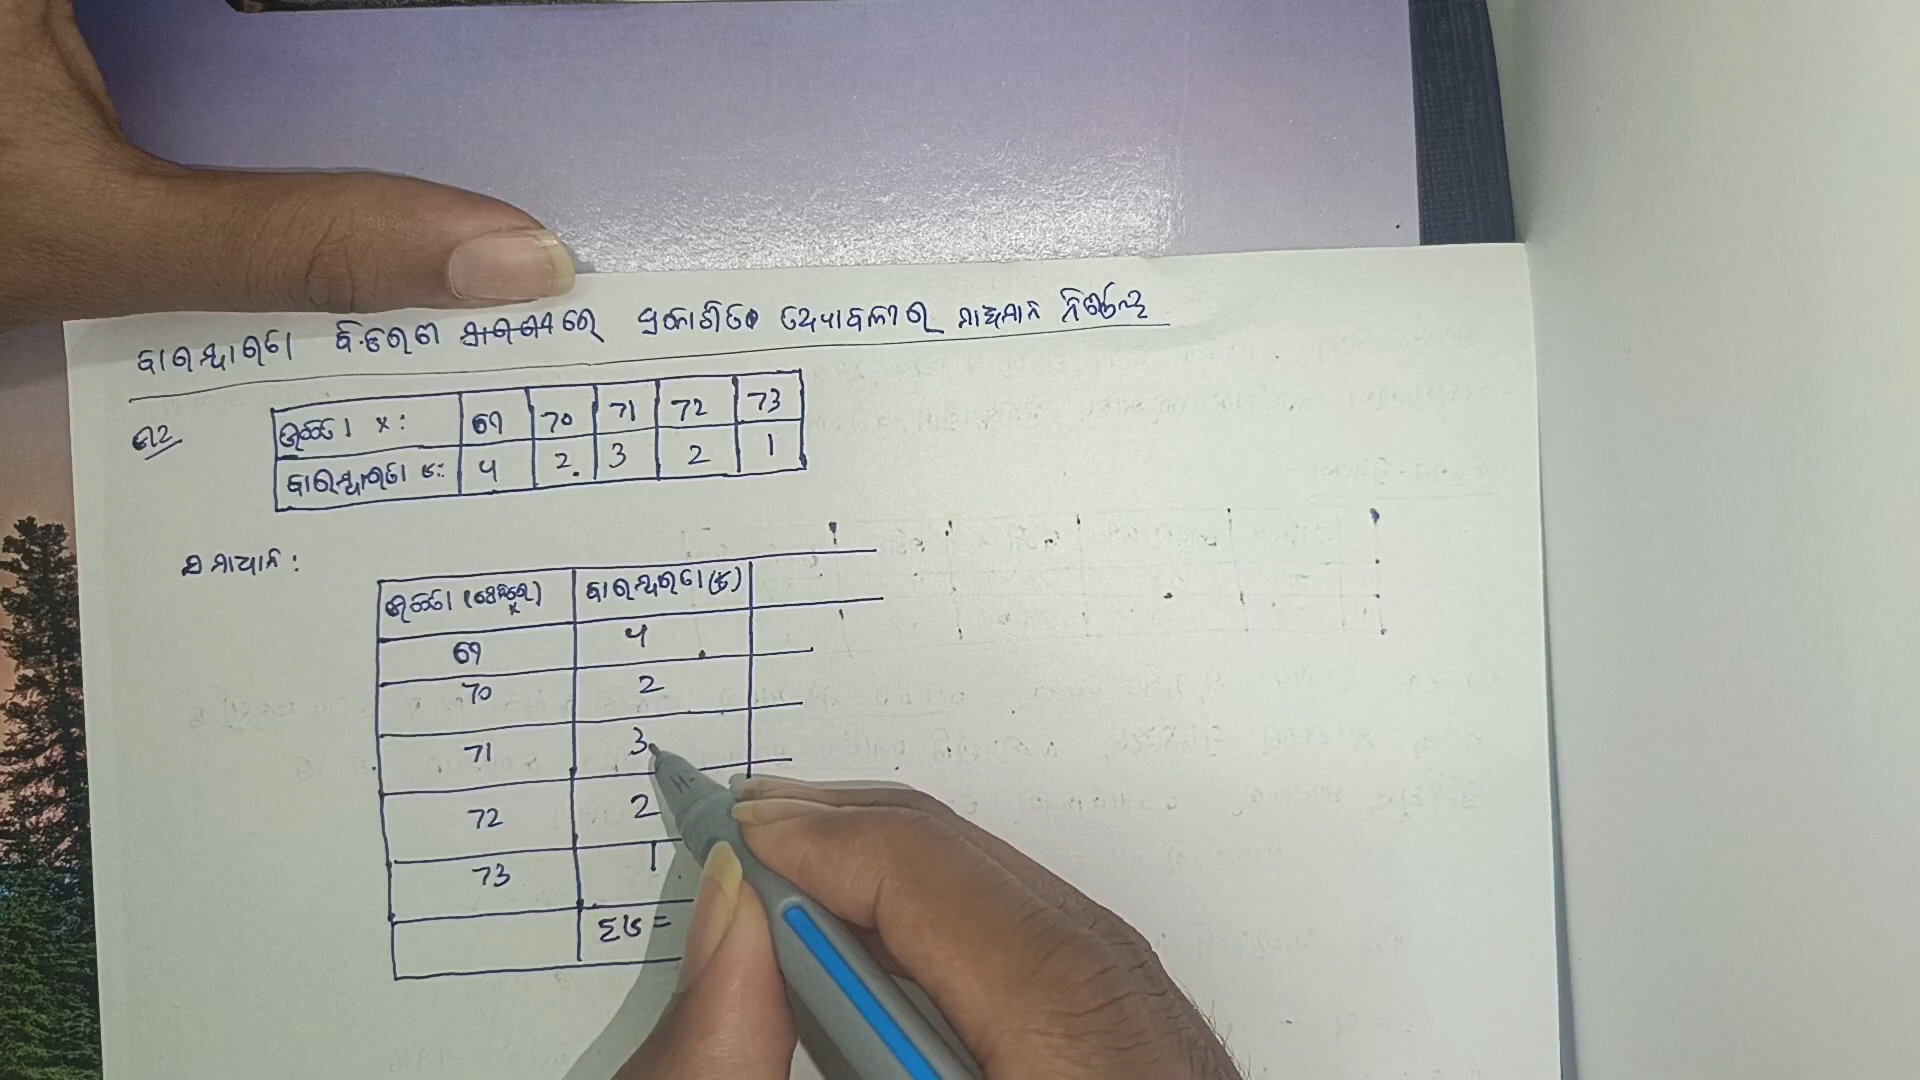 ବାରମ୍ବାରତା ବିତରଣ ସାରଣୀରେ ପ୍ରକାଶିତ ତଥ୍ୟାବଳୀର ମାଧ୍ୟମାନ ନିର୍ଣ୍ଣୟ
ଉଚ୍ଚତା x: 69 70 71 72 73
ବାରମ୍ବାରତା f: 4 2 3 2 1
ସମାଧାନ:
ଉଚ୍ଚତା (ସେ.ମି.ରେ) x ବାରମ୍ବାରତା (f)
69 4
70 2
71 3
72 2
73 1
Σf =